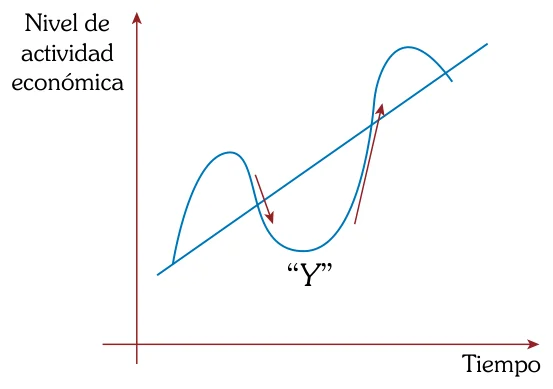 Nivel de
actividad
económica
“Y”
Tiempo